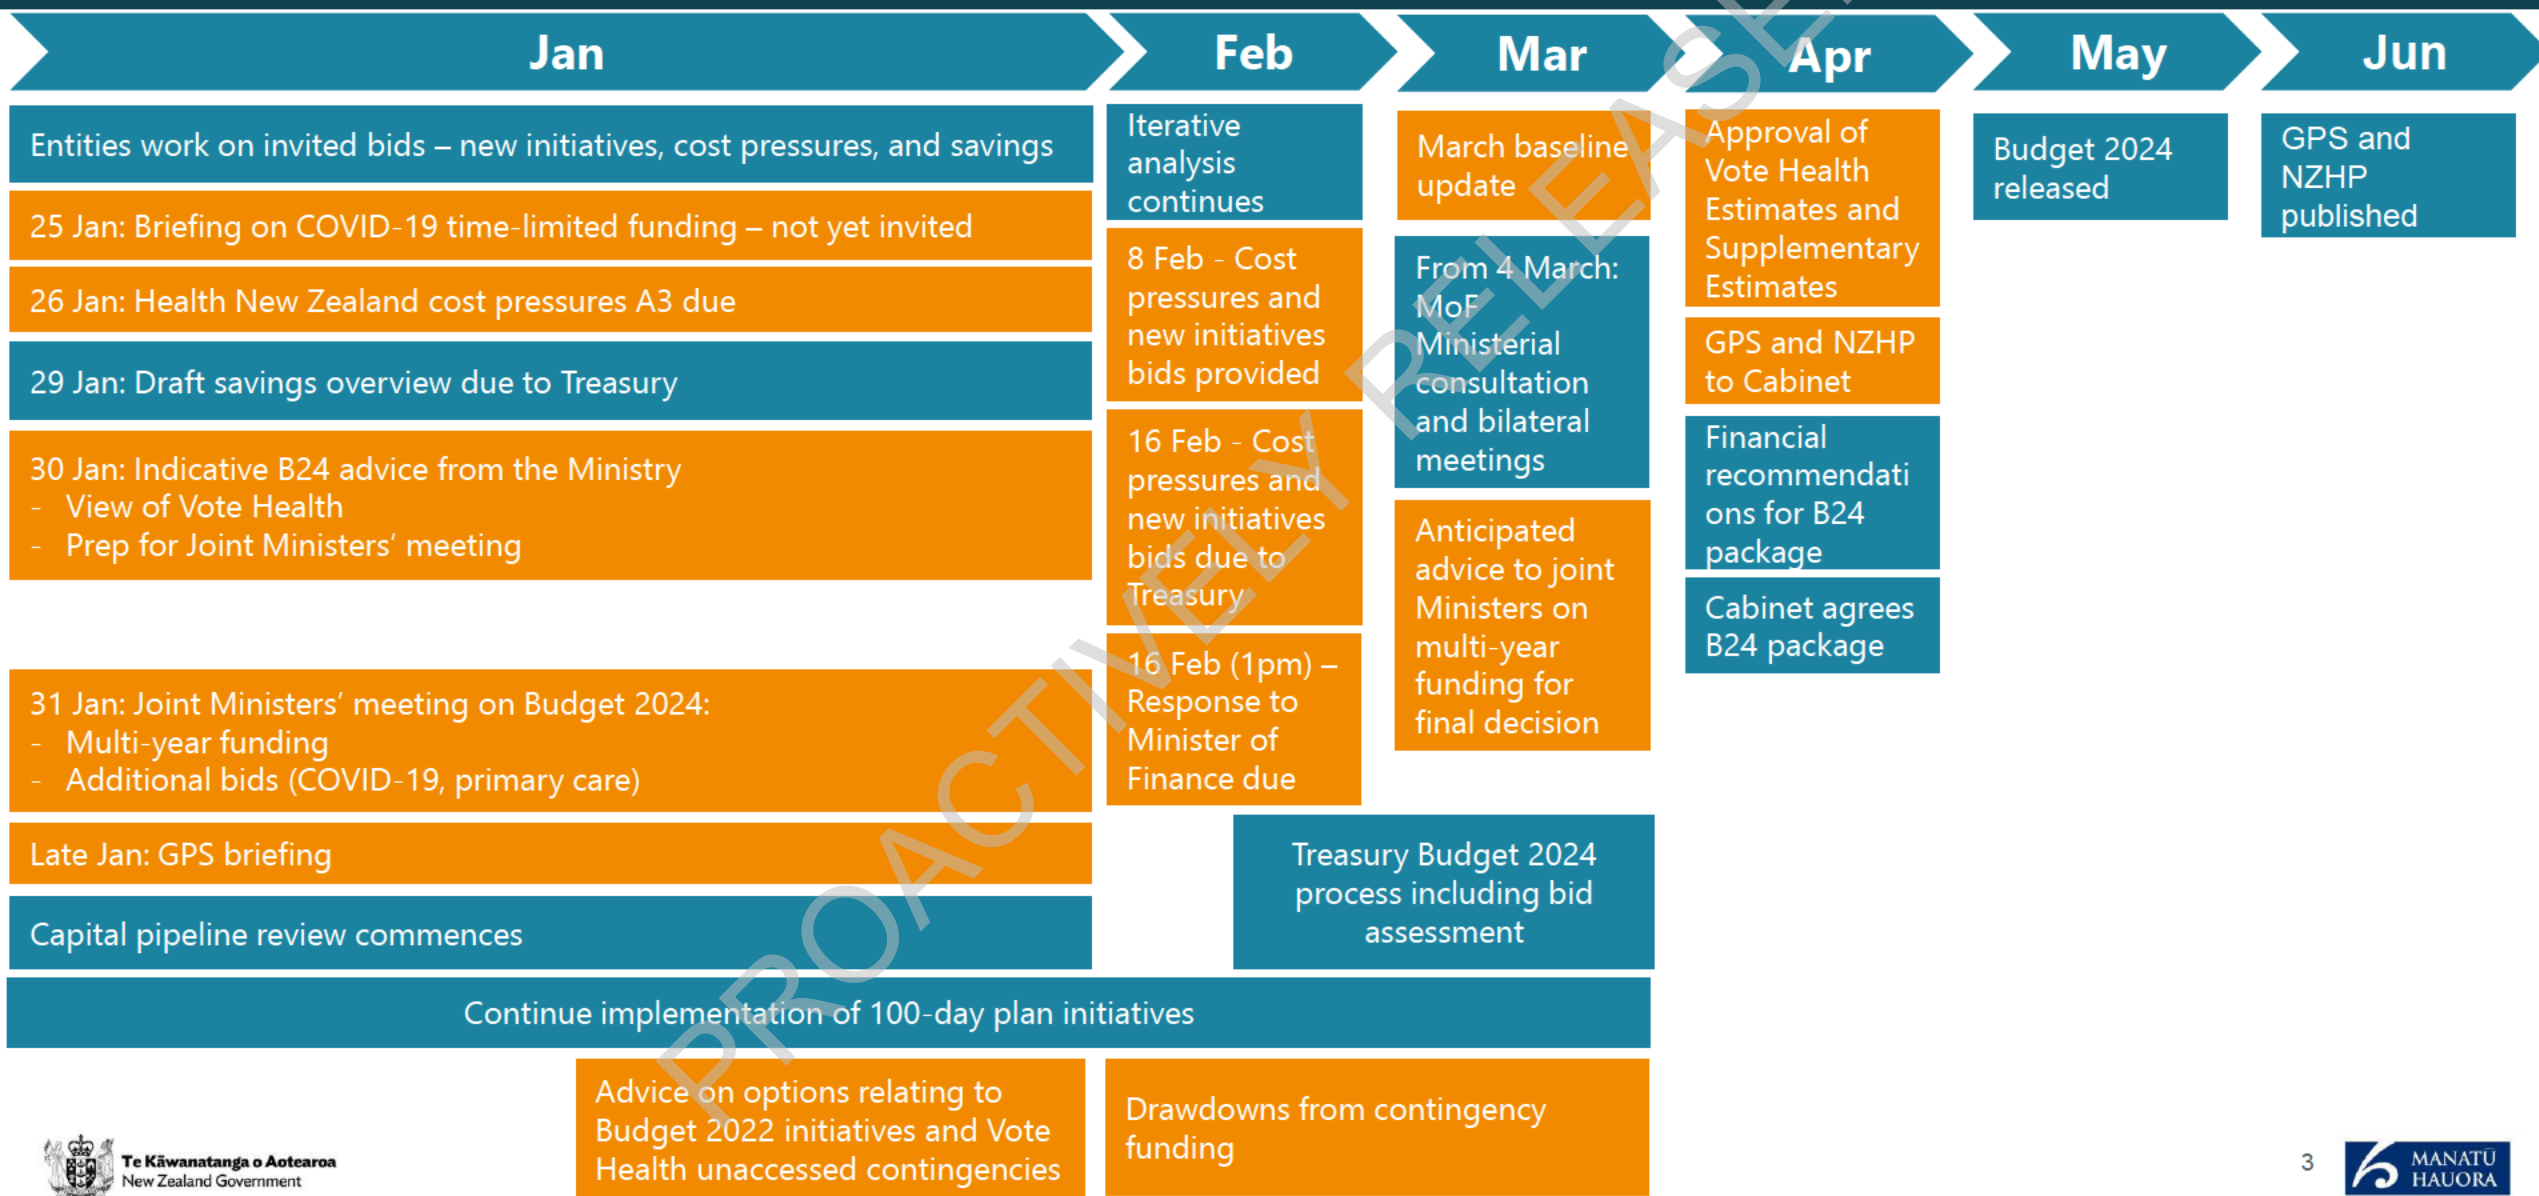 Jan
Feb
Mar
Apr
May
Jun
Entities work on invited bids – new initiatives, cost pressures, and savings
25 Jan: Briefing on COVID-19 time-limited funding – not yet invited
26 Jan: Health New Zealand cost pressures A3 due
29 Jan: Draft savings overview due to Treasury
30 Jan: Indicative B24 advice from the Ministry
- View of Vote Health
- Prep for Joint Ministers' meeting
31 Jan: Joint Ministers' meeting on Budget 2024:
- Multi-year funding
- Additional bids (COVID-19, primary care)
Late Jan: GPS briefing
Capital pipeline review commences
Iterative
analysis
continues
8 Feb - Cost
pressures and
new initiatives
bids provided
16 Feb - Cost
pressures and
new initiatives
bids due to
Treasury
16 Feb (1pm) –
Response to
Minister of
Finance due
March baseline
update
From 4 March:
MoF
Ministerial
consultation
and bilateral
meetings
Anticipated
advice to joint
Ministers on
multi-year
funding for
final decision
Treasury Budget 2024
process including bid
assessment
Approval of
Vote Health
Estimates and
Supplementary
Estimates
GPS and NZHP
to Cabinet
Financial
recommendati
ons for B24
package
Cabinet agrees
B24 package
Budget 2024
released
GPS and
NZHP
published
Continue implementation of 100-day plan initiatives
Advice on options relating to
Budget 2022 initiatives and Vote
Health unaccessed contingencies
Drawdowns from contingency
funding
PROACTIVELY RELEASE
Te Kāwanatanga o Aotearoa
New Zealand Government
3
MANATŪ
HAUORA